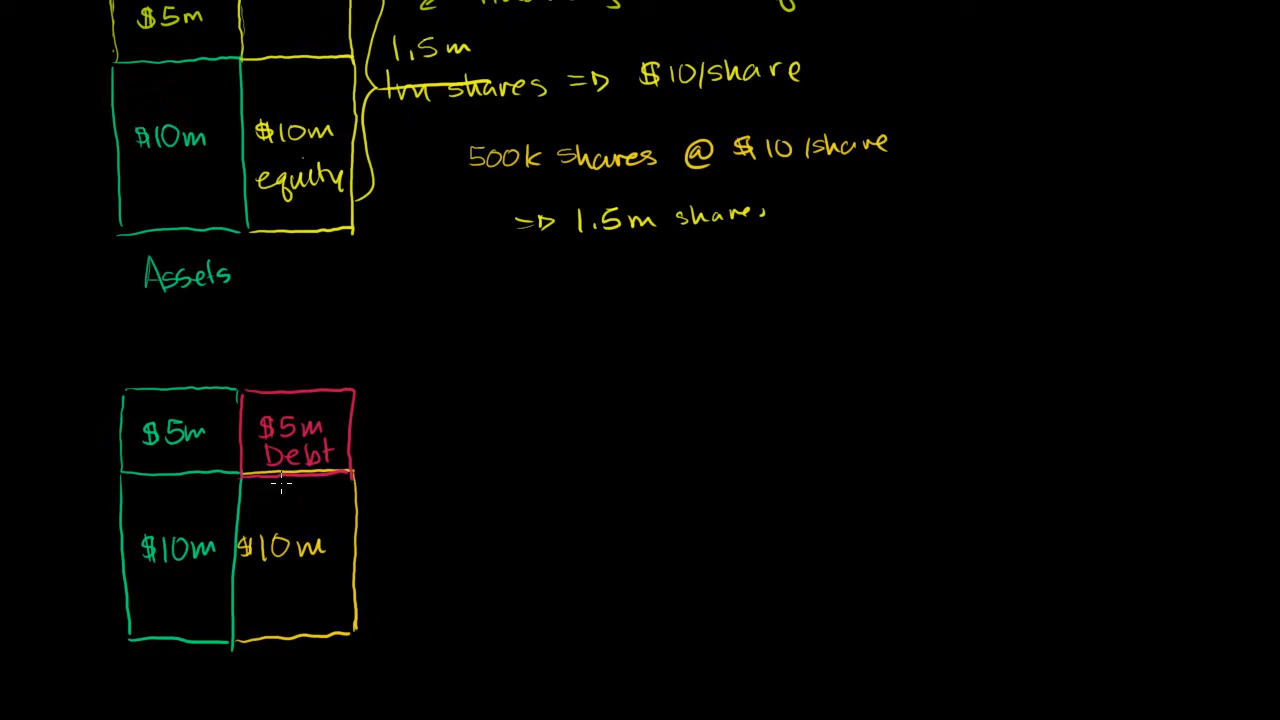 $5m
1.5m
1m shares => $10/share
$10m $10m
equity
500k shares @ $10/share
=> 1.5m shares
Assets
$5m $5m
Debt
$10m $10m